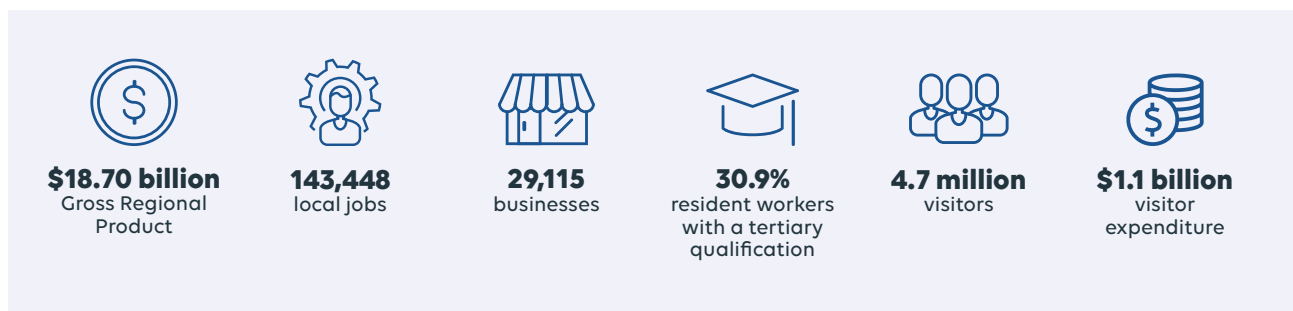 $18.70 billion
Gross Regional
Product
143,448
local jobs
29,115
businesses
30.9%
resident workers
with a tertiary
qualification
4.7 million
visitors
$1.1 billion
visitor
expenditure